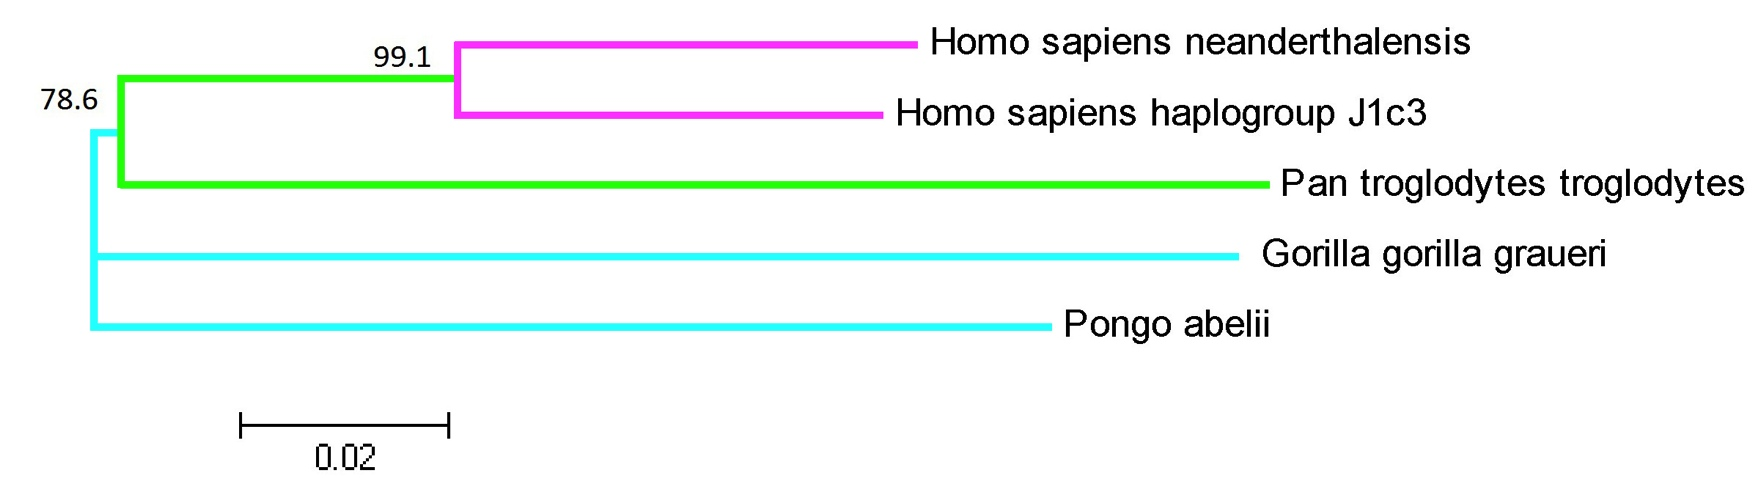 99.1
Homo sapiens neanderthalensis
78.6
Homo sapiens haplogroup J1c3
Pan troglodytes troglodytes
Gorilla gorilla graueri
Pongo abelii
0.02